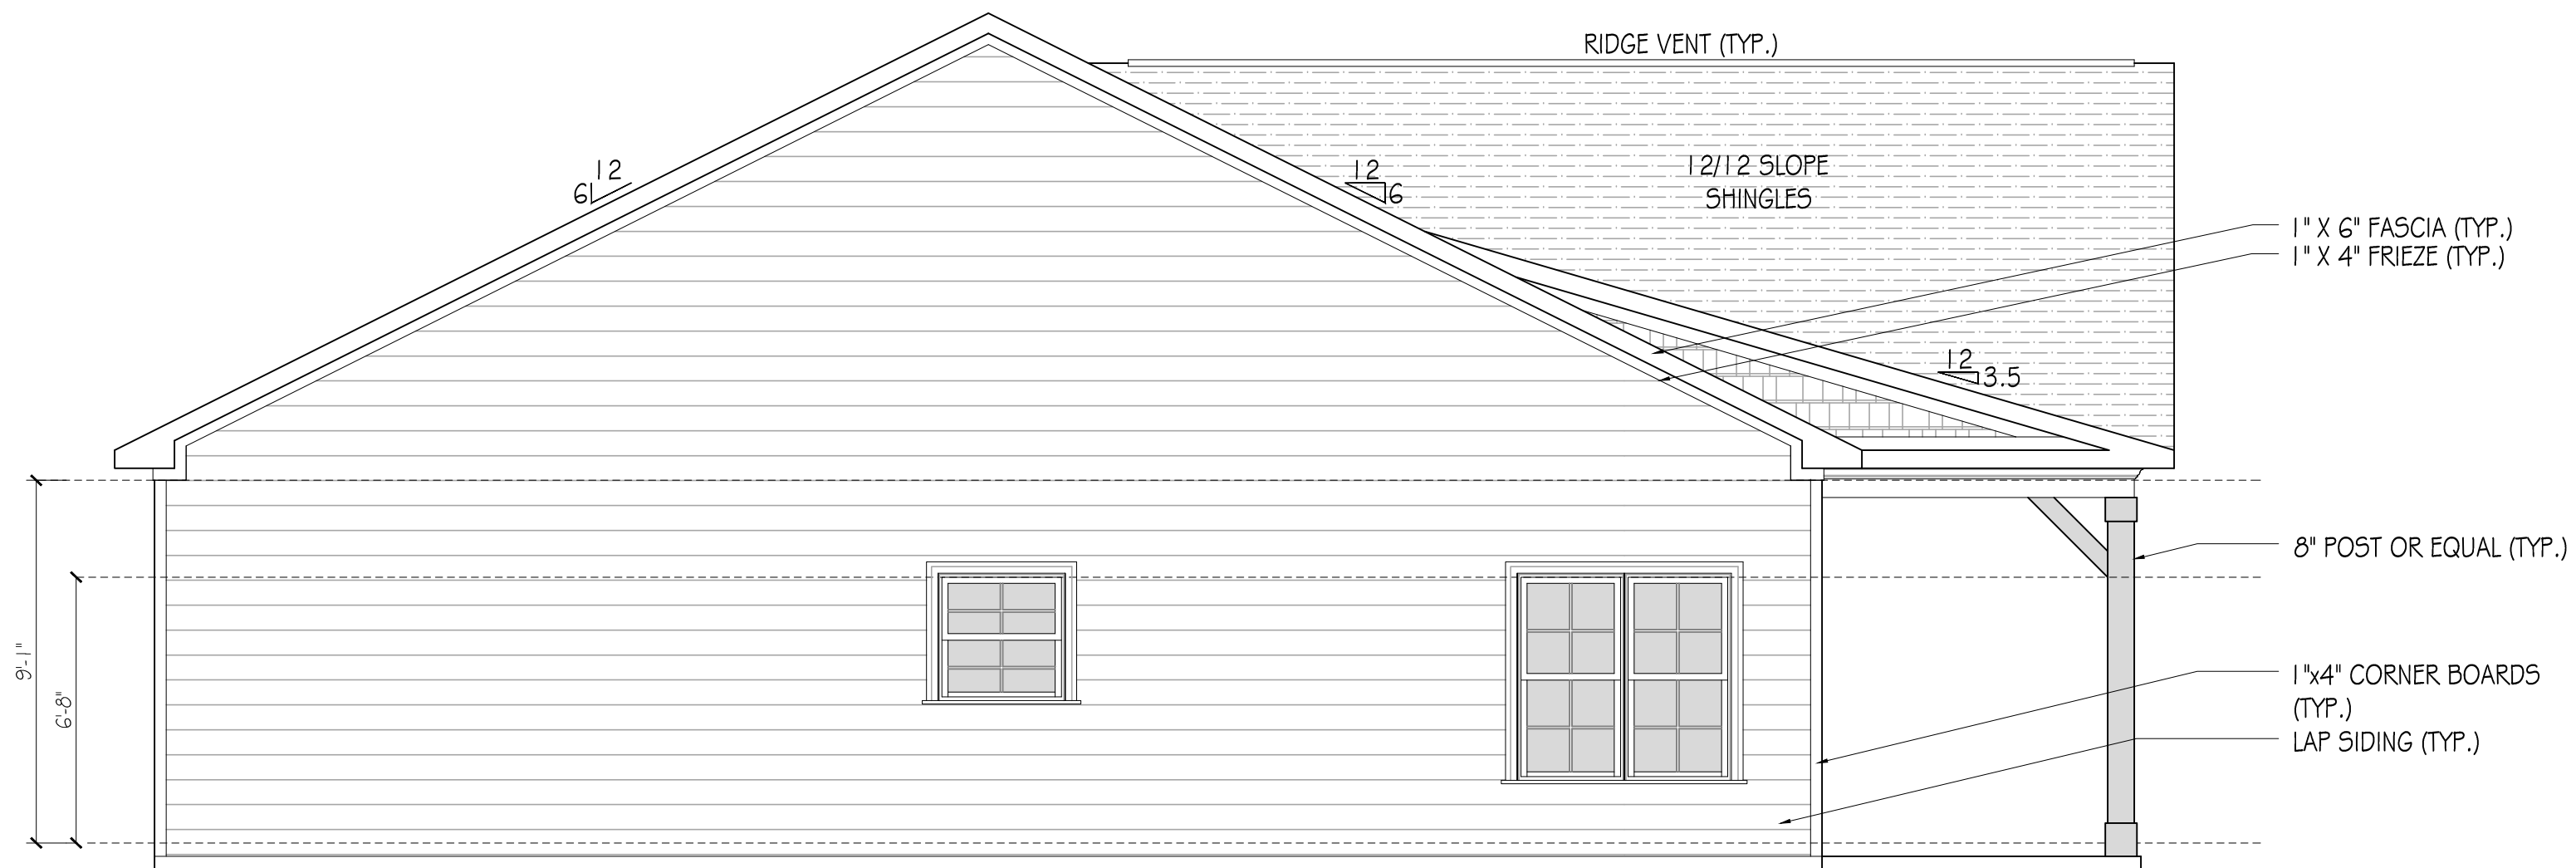 RIDGE VENT (TYP.)
12
6
12
6
12/12 SLOPE
SHINGLES
1" X 6" FASCIA (TYP.)
1" X 4" FRIEZE (TYP.)
12
3.5
8" POST OR EQUAL (TYP.)
9'-1"
6'-8"
1"x4" CORNER BOARDS
(TYP.)
LAP SIDING (TYP.)